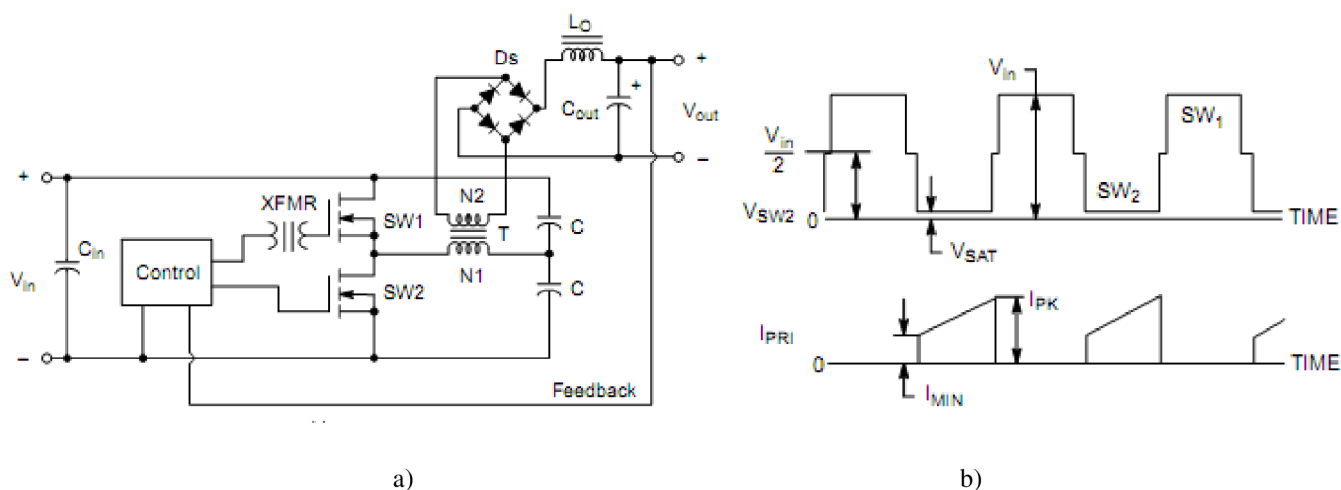 LO
Ds
+
+
Cout
Vout
−
+
N2
XFMR
SW1
T
C
Cin
Control
N1
Vin
SW2
C
−
Feedback
Vin
SW1
Vin
2
SW2
VSW2
0
TIME
VSAT
IPK
IPRI
0
TIME
IMIN
a)
b)